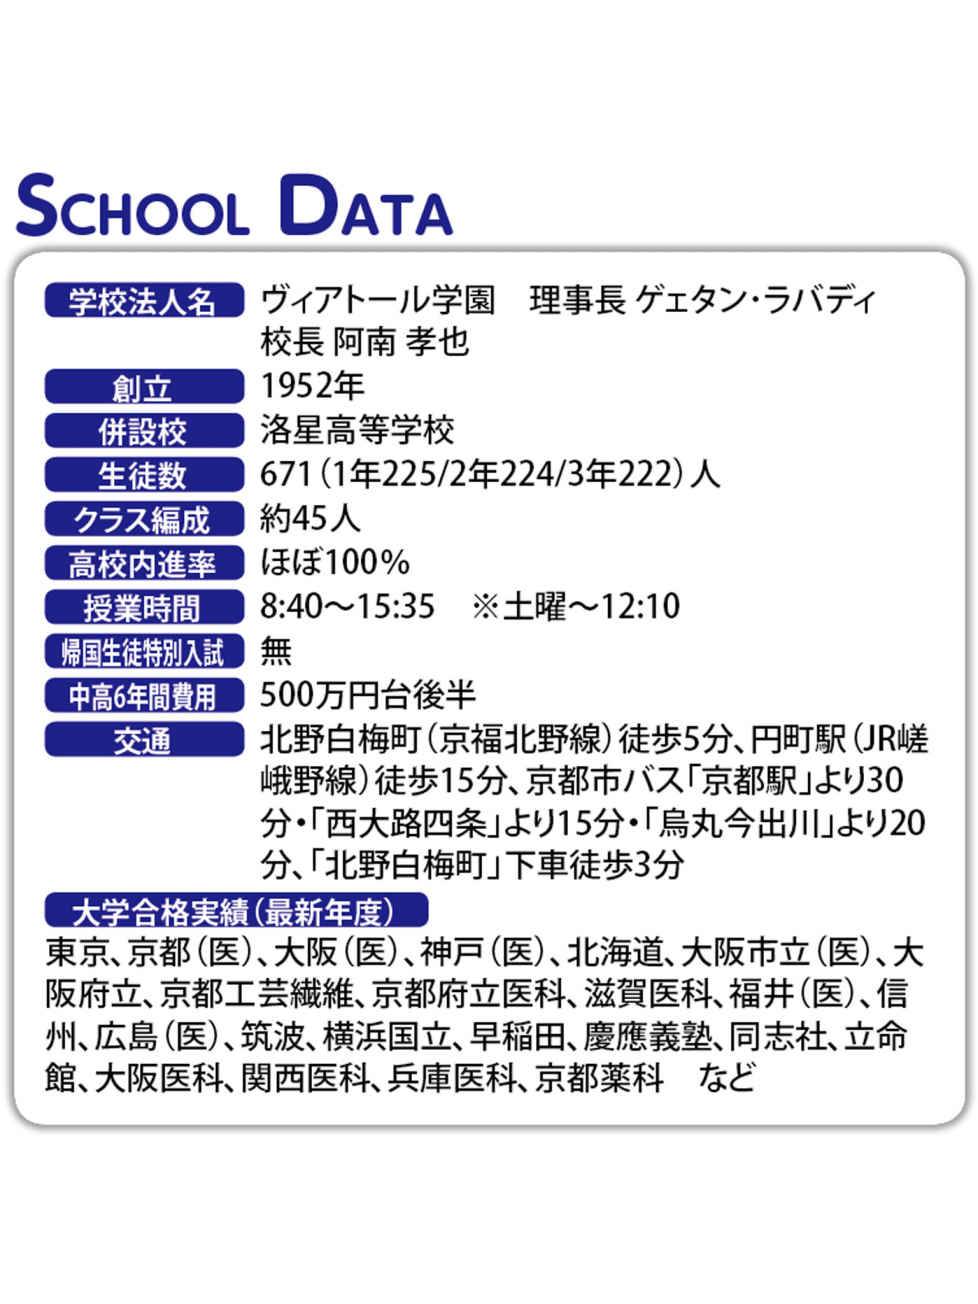 SCHOOL DATA
学校法人名 ヴィアトール学園　理事長 ゲェタン・ラバディ
校長 阿南 孝也
創立 1952年
併設校 洛星高等学校
生徒数 671（1年225/2年224/3年222）人
クラス編成 約45人
高校内進率 ほぼ100%
授業時間 8:40〜15:35　※土曜〜12:10
帰国生徒特別入試 無
中高6年間費用 500万円台後半
交通 北野白梅町（京福北野線）徒歩5分、円町駅（JR嵯
峨野線）徒歩15分、京都市バス「京都駅」より30
分・「西大路四条」より15分・「烏丸今出川」より20
分、「北野白梅町」下車徒歩3分
大学合格実績（最新年度）
東京、京都（医）、大阪（医）、神戸（医）、北海道、大阪市立（医）、大
阪府立、京都工芸繊維、京都府立医科、滋賀医科、福井（医）、信
州、広島（医）、筑波、横浜国立、早稲田、慶應義塾、同志社、立命
館、大阪医科、関西医科、兵庫医科、京都薬科　など